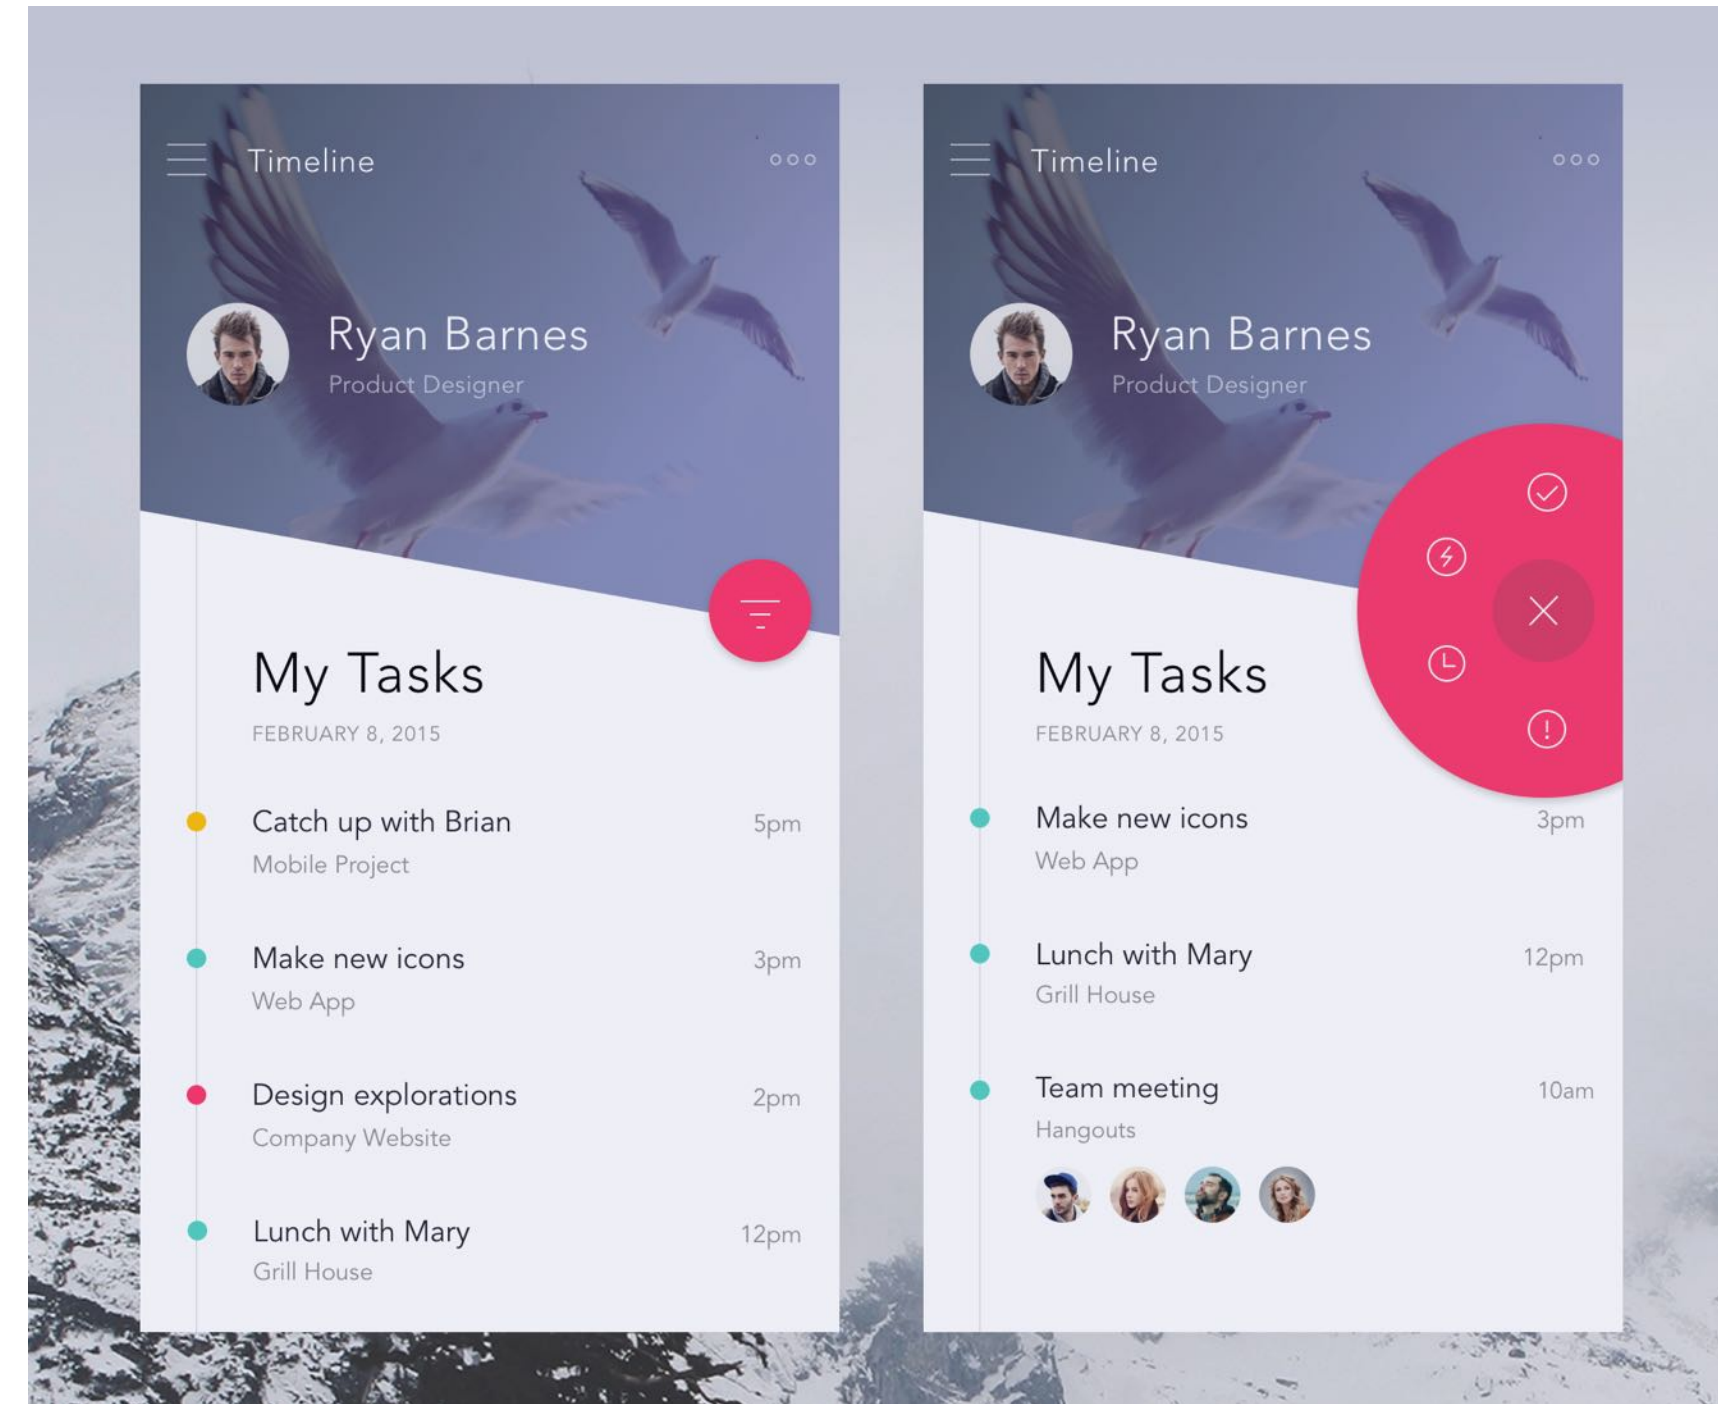 Timeline
Ryan Barnes
Product Designer
My Tasks
FEBRUARY 8, 2015
Catch up with Brian 5pm
Mobile Project
Make new icons 3pm
Web App
Design explorations 2pm
Company Website
Lunch with Mary 12pm
Grill House
Timeline
Ryan Barnes
Product Designer
My Tasks
FEBRUARY 8, 2015
Make new icons 3pm
Web App
Lunch with Mary 12pm
Grill House
Team meeting 10am
Hangouts